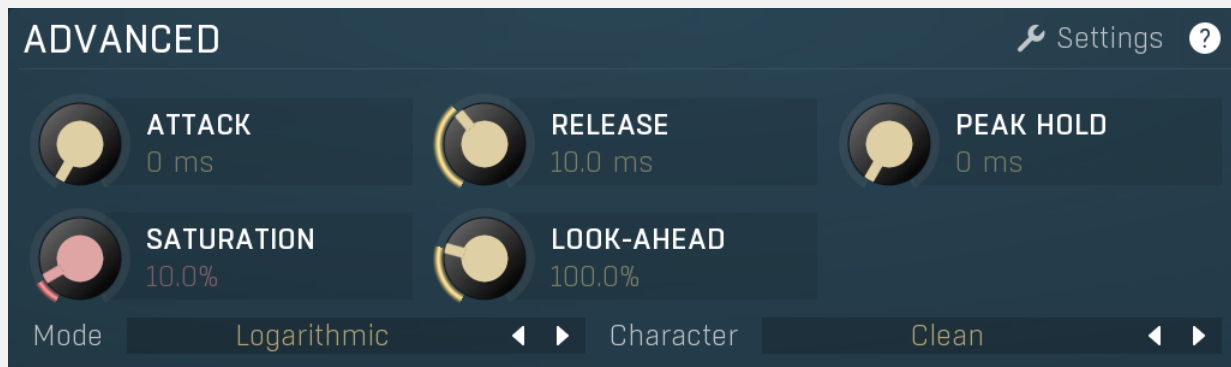 ADVANCED Settings ?
ATTACK RELEASE PEAK HOLD
0 ms 10.0 ms 0 ms
SATURATION LOOK-AHEAD
10.0% 100.0%
Mode Logarithmic Character Clean